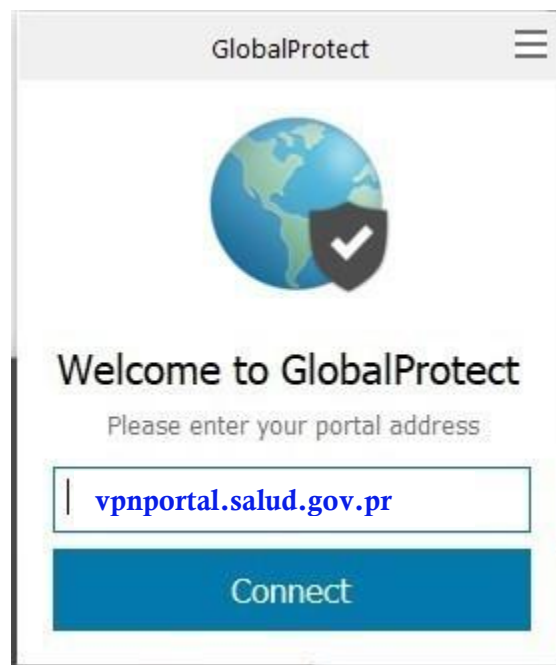 GlobalProtect
Welcome to GlobalProtect
Please enter your portal address
vpnportal.salud.gov.pr
Connect